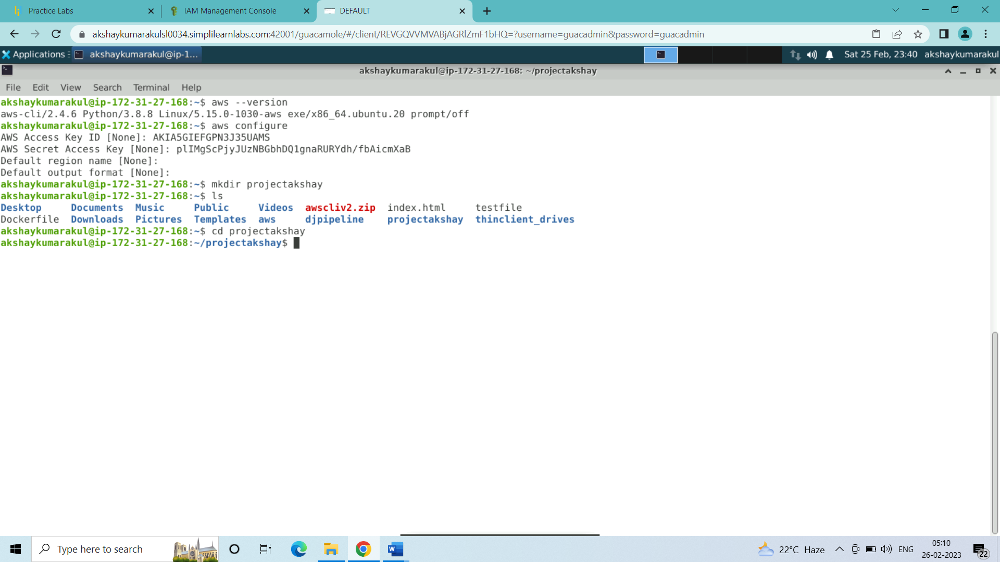 Practice Labs
IAM Management Console
DEFAULT
akshaykumarakulsl0034.simplilearnlabs.com:42001/guacamole/#/client/REVGQVVMVABjAGRlZmF1bHQ=?username=guacadmin&password=guacadmin
Applications
akshaykumarakul@ip-1...
Sat 25 Feb, 23:40
akshaykumarakul
akshaykumarakul@ip-172-31-27-168: ~/projectakshay
File Edit View Search Terminal Help
akshaykumarakul@ip-172-31-27-168:~$ aws --version
aws-cli/2.4.6 Python/3.8.8 Linux/5.15.0-1030-aws exe/x86_64.ubuntu.20 prompt/off
akshaykumarakul@ip-172-31-27-168:~$ aws configure
AWS Access Key ID [None]: AKIA5GIEFGPN3J35UAMS
AWS Secret Access Key [None]: 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
Default region name [None]:
Default output format [None]:
akshaykumarakul@ip-172-31-27-168:~$ mkdir projectakshay
akshaykumarakul@ip-172-31-27-168:~$ ls
Desktop Documents Music Public Videos awscliv2.zip index.html testfile
Dockerfile Downloads Pictures Templates aws djpipeline projectakshay thinclient_drives
akshaykumarakul@ip-172-31-27-168:~$ cd projectakshay
akshaykumarakul@ip-172-31-27-168:~/projectakshay$
Type here to search
22°C Haze
ENG
05:10
26-02-2023
22